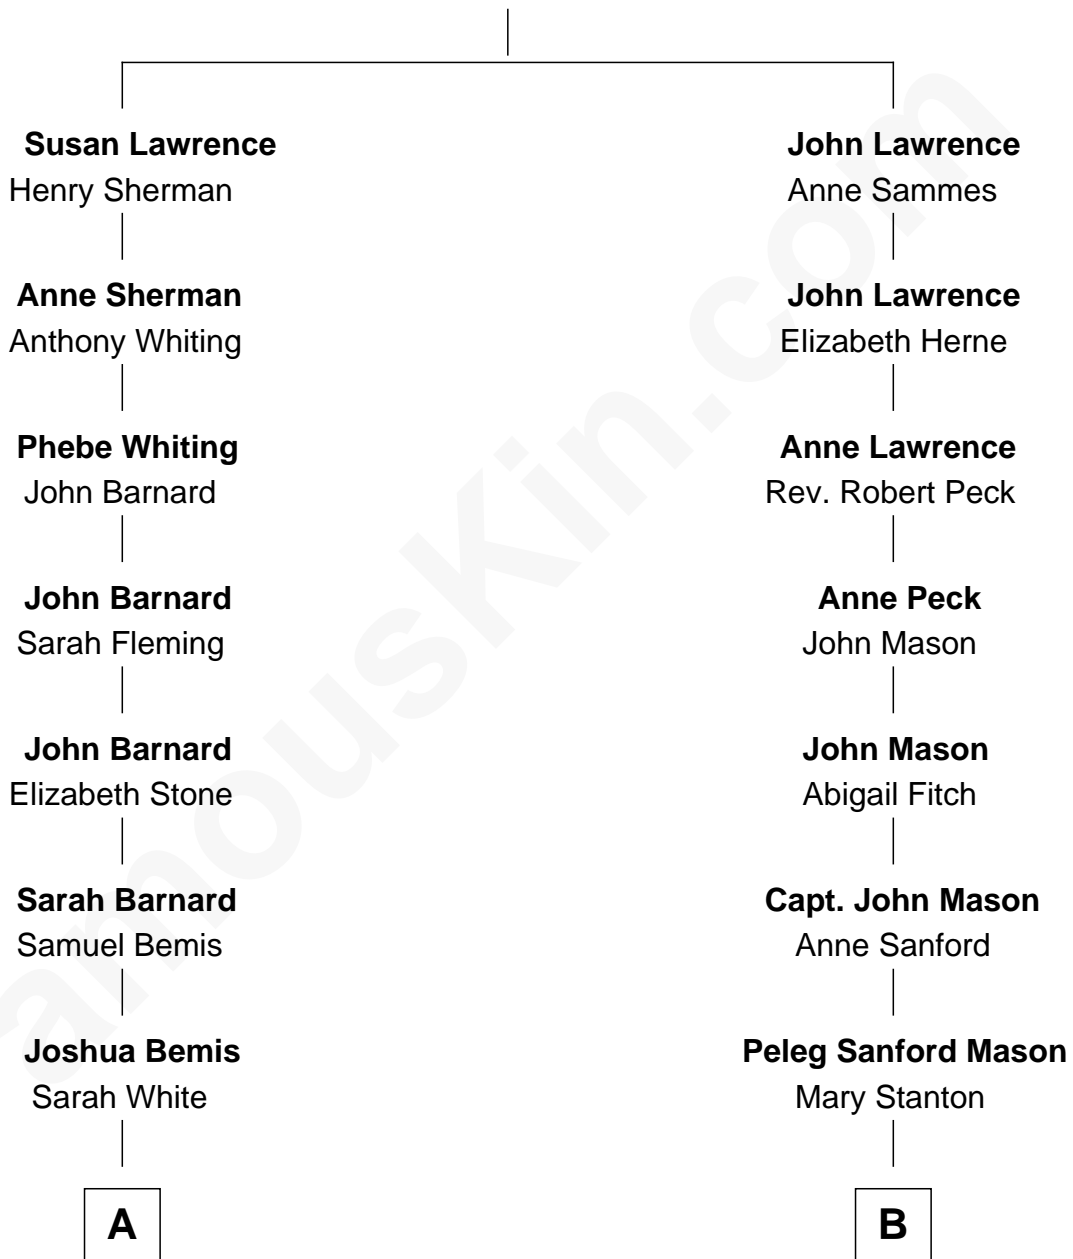 Susan Lawrence
Henry Sherman
Anne Sherman
Anthony Whiting
Phebe Whiting
John Barnard
John Barnard
Sarah Fleming
John Barnard
Elizabeth Stone
Sarah Barnard
Samuel Bemis
Joshua Bemis
Sarah White
A
John Lawrence
Anne Sammes
John Lawrence
Elizabeth Herne
Anne Lawrence
Rev. Robert Peck
Anne Peck
John Mason
John Mason
Abigail Fitch
Capt. John Mason
Anne Sanford
Peleg Sanford Mason
Mary Stanton
B
amousKin.com